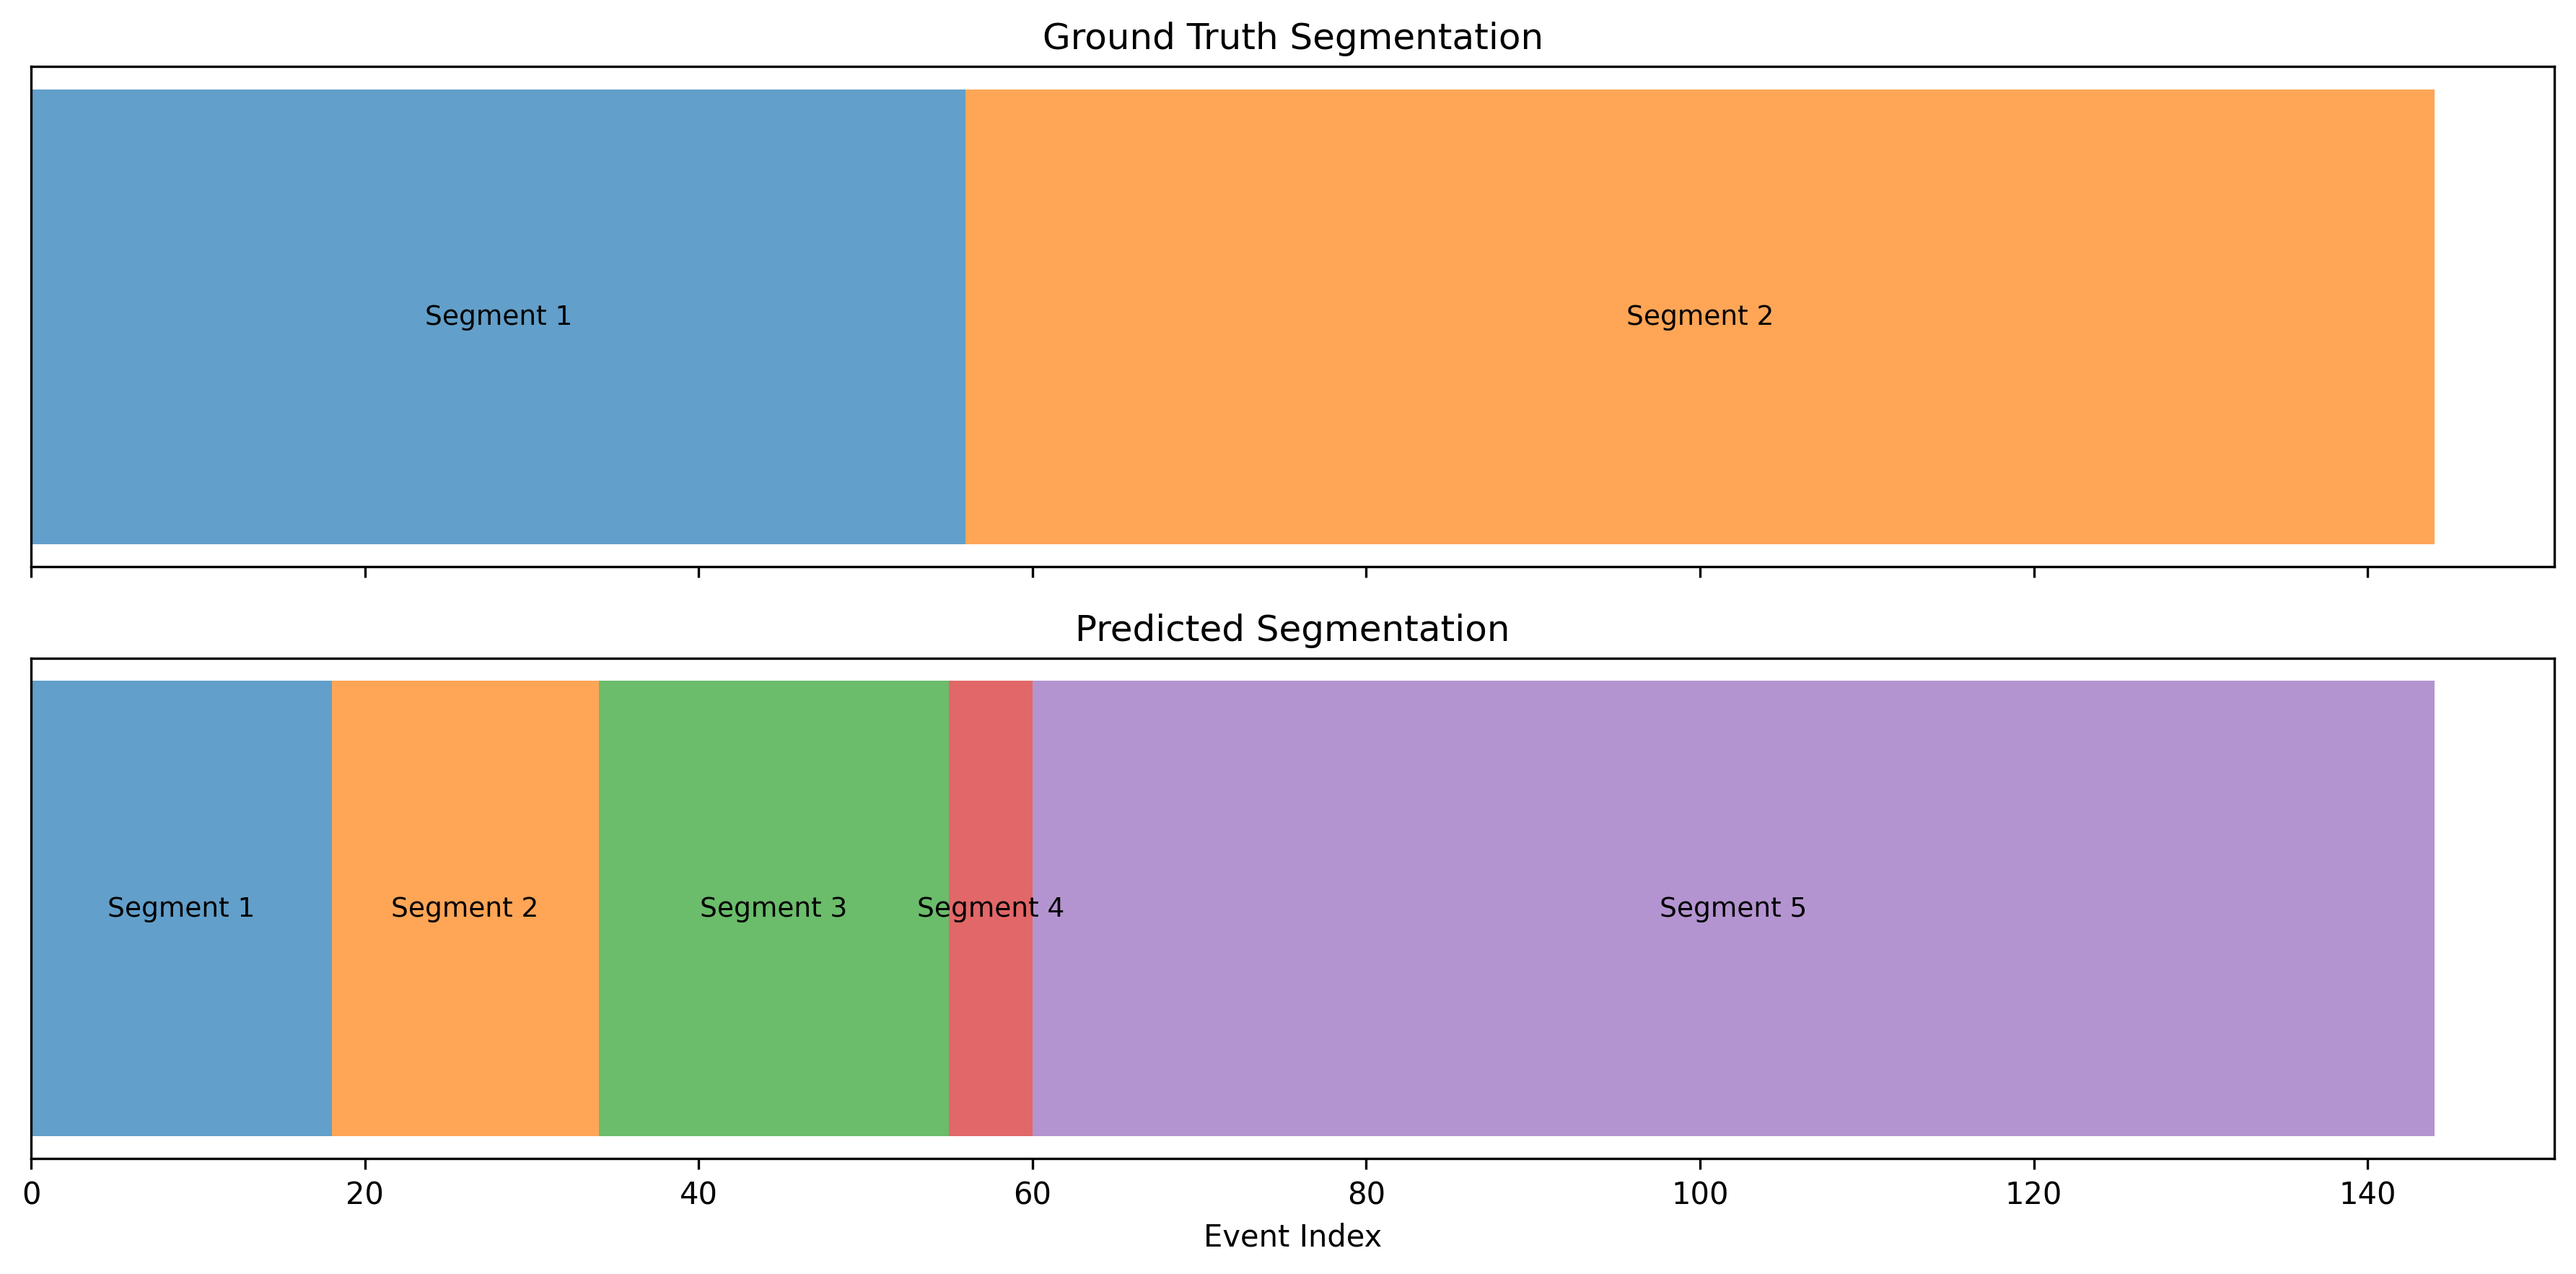 Ground Truth Segmentation
Segment 1
Segment 2
Predicted Segmentation
Segment 1
Segment 2
Segment 3
Segment 4
Segment 5
0 20 40 60 80 100 120 140
Event Index